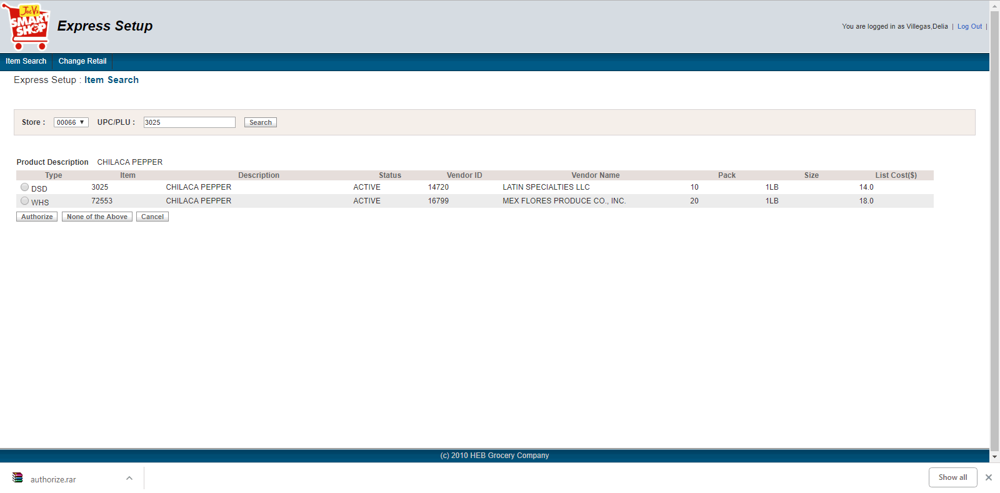 JoeV's
SMART
SHOP
Express Setup
You are logged in as Villegas,Delia | Log Out |
Item Search Change Retail
Express Setup : Item Search
Store : 00066 UPC/PLU : 3025 Search
Product Description CHILACA PEPPER
Type Item Description Status Vendor ID Vendor Name Pack Size List Cost($)
DSD 3025 CHILACA PEPPER ACTIVE 14720 LATIN SPECIALTIES LLC 10 1LB 14.0
WHS 72553 CHILACA PEPPER ACTIVE 16799 MEX FLORES PRODUCE CO., INC. 20 1LB 18.0
Authorize None of the Above Cancel
(c) 2010 HEB Grocery Company
authorize.rar Show all